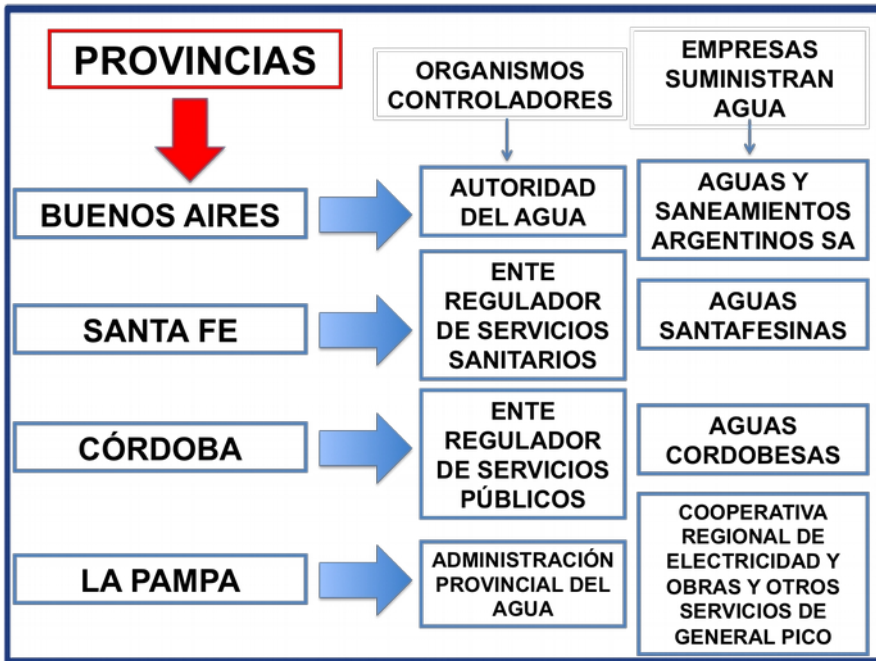 PROVINCIAS
ORGANISMOS
CONTROLADORES
EMPRESAS
SUMINISTRAN
AGUA
BUENOS AIRES
AUTORIDAD
DEL AGUA
AGUAS Y
SANEAMIENTOS
ARGENTINOS SA
SANTA FE
ENTE
REGULADOR
DE SERVICIOS
SANITARIOS
AGUAS
SANTAFESINAS
CÓRDOBA
ENTE
REGULADOR
DE SERVICIOS
PÚBLICOS
AGUAS
CORDOBESAS
LA PAMPA
ADMINISTRACIÓN
PROVINCIAL DEL
AGUA
COOPERATIVA
REGIONAL DE
ELECTRICIDAD Y
OBRAS Y OTROS
SERVICIOS DE
GENERAL PICO